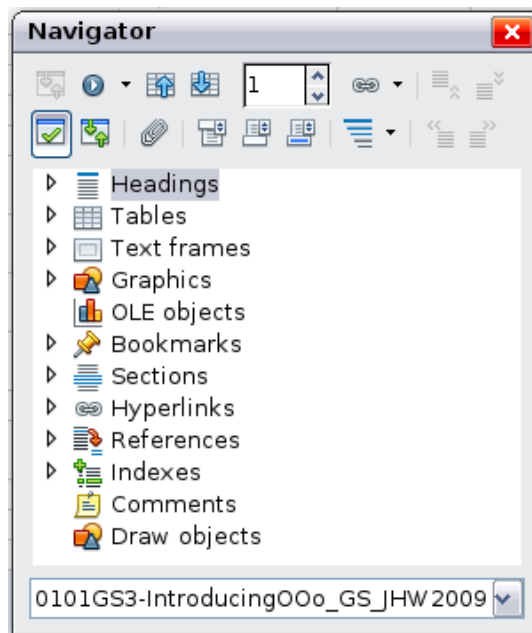 Navigator
1
Headings
Tables
Text frames
Graphics
OLE objects
Bookmarks
Sections
Hyperlinks
References
Indexes
Comments
Draw objects
0101GS3-IntroducingOOo_GS_JHW2009